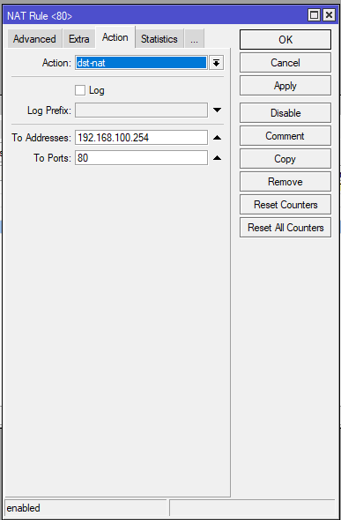 NAT Rule <80>
Advanced Extra Action Statistics ...
Action: dst-nat
Log
Log Prefix:
To Addresses: 192.168.100.254
To Ports: 80
OK
Cancel
Apply
Disable
Comment
Copy
Remove
Reset Counters
Reset All Counters
enabled